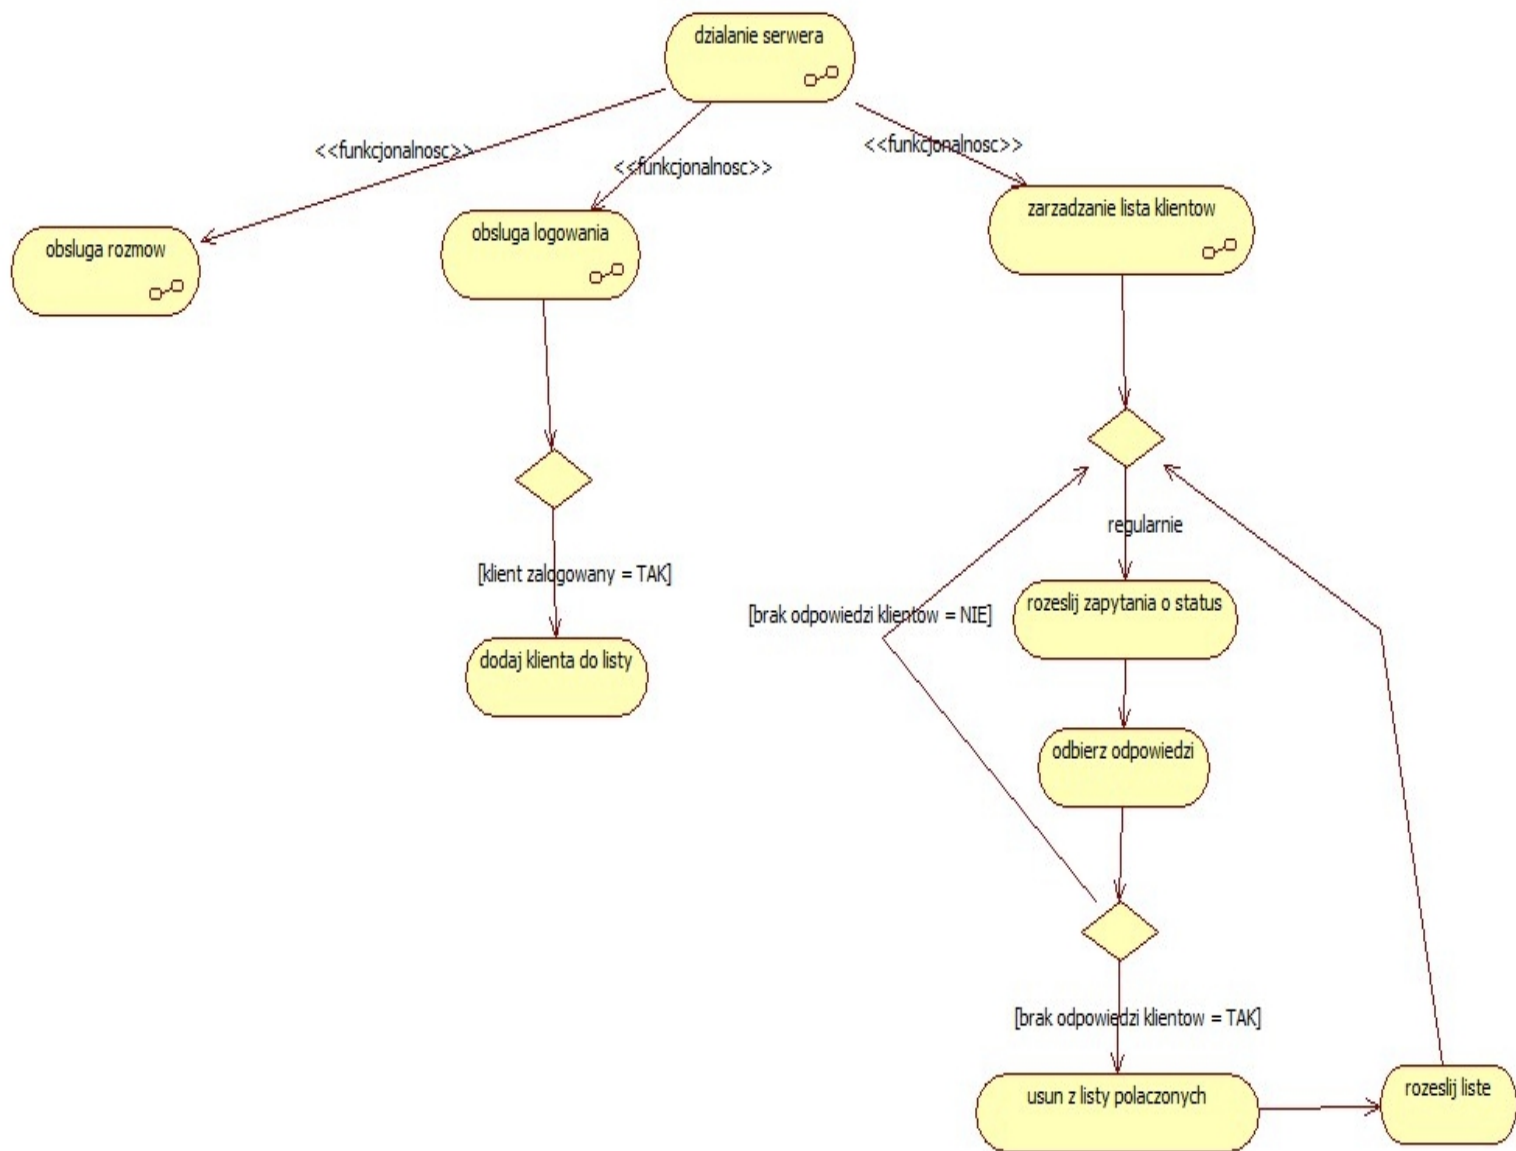 dzialanie serwera
<<funkcjonalnosc>>
<<funkcjonalnosc>>
<<funkcjonalnosc>>
obsluga rozmow
obsluga logowania
zarzadzanie lista klientow
regularnie
[klient zalogowany = TAK]
[brak odpowiedzi klientow = NIE]
rozeslij zapytania o status
dodaj klienta do listy
odbierz odpowiedzi
[brak odpowiedzi klientow = TAK]
usun z listy polaczonych
rozeslij liste